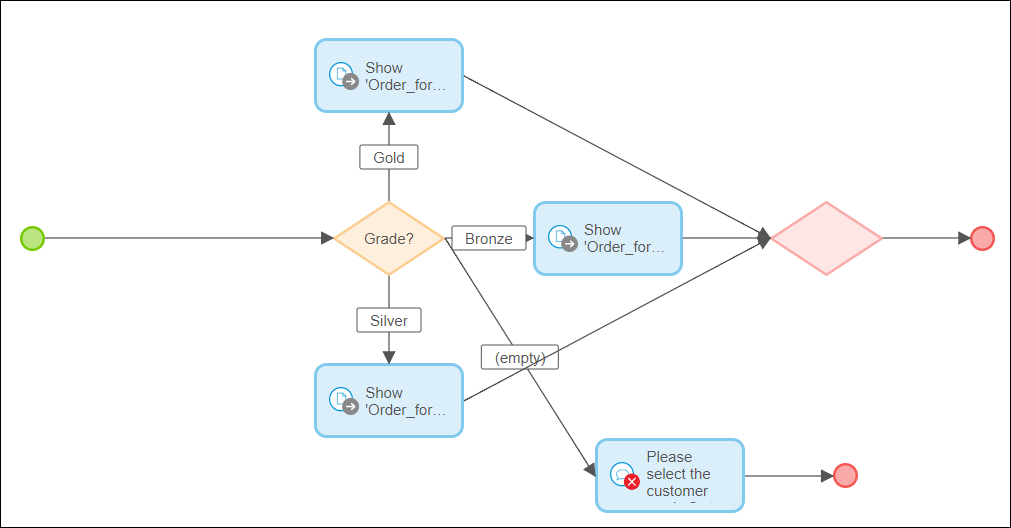 Show
'Order_for...
Gold
Grade?
Bronze
Show
'Order_for...
Silver
(empty)
Show
'Order_for...
Please
select the
customer